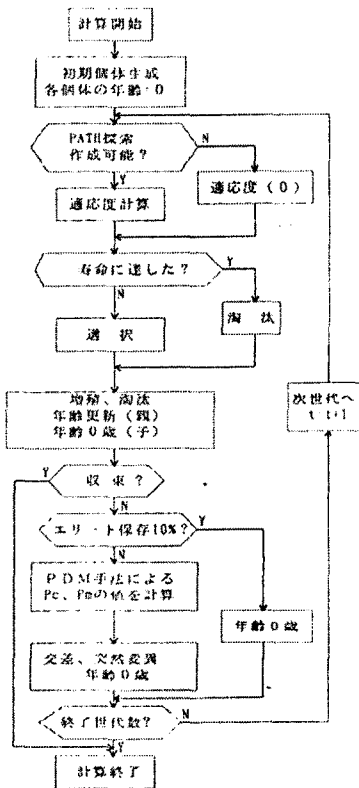 計算開始
初期個体生成
各個体の年齢:0
PATH探索
作成可能?
N
Y
適応度(0)
適応度計算
寿命に達した?
Y
N
淘 汰
選 択
増殖、淘汰
年齢更新(親)
年齢0歳(子)
次世代へ
t t+1
Y
収 束?
N
エリート保存10%?
Y
N
PDM手法による
Pc、Pmの値を計算
年齢0歳
交差、突然変異
年齢0歳
終了世代数?
N
Y
計算終了